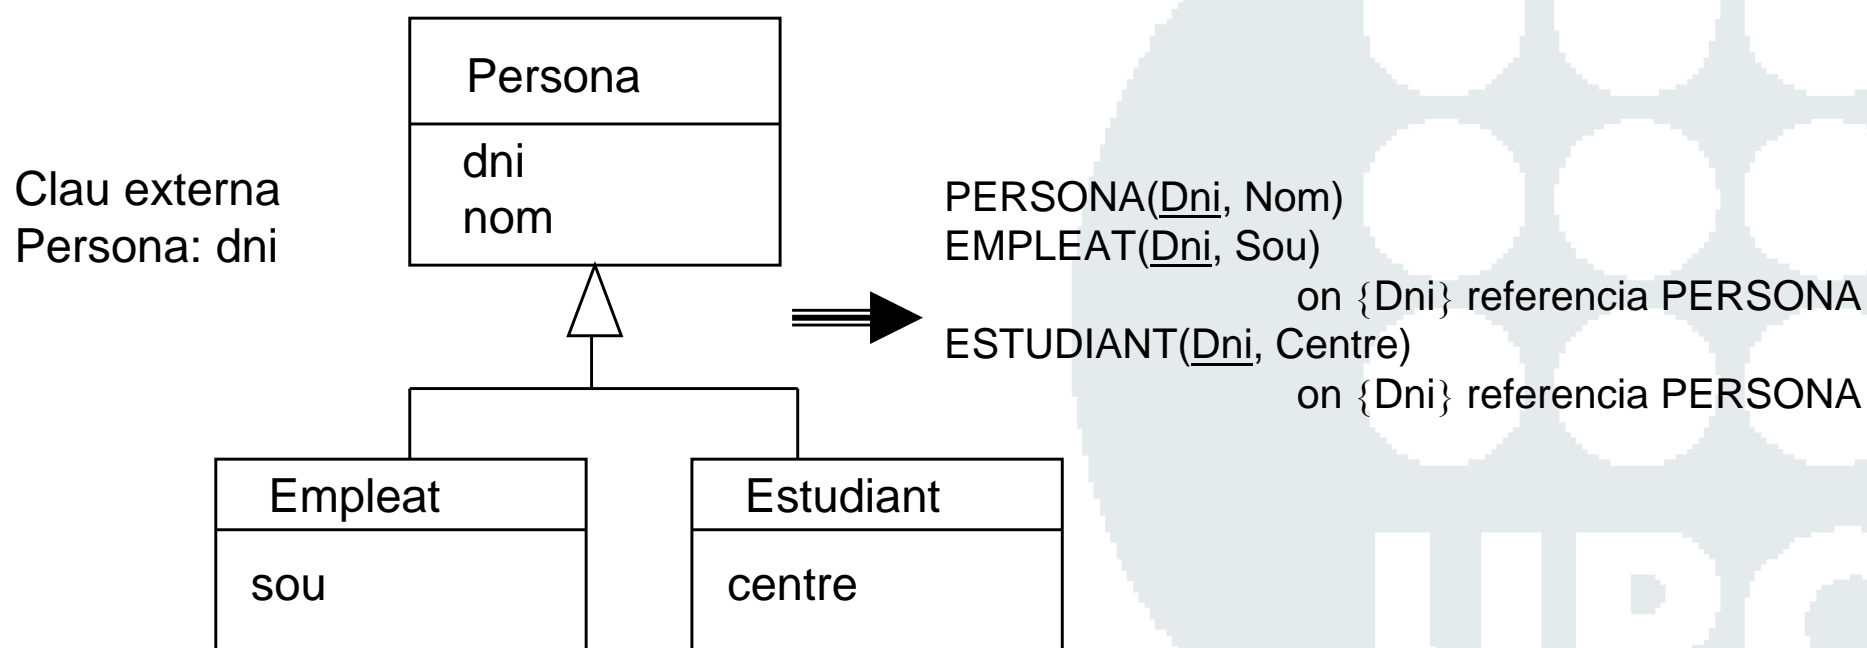 Persona
dni
nom
Clau externa
Persona: dni
PERSONA(Dni, Nom)
EMPLEAT(Dni, Sou)
on {Dni} referencia PERSONA
ESTUDIANT(Dni, Centre)
on {Dni} referencia PERSONA
Empleat
sou
Estudiant
centre
UPC